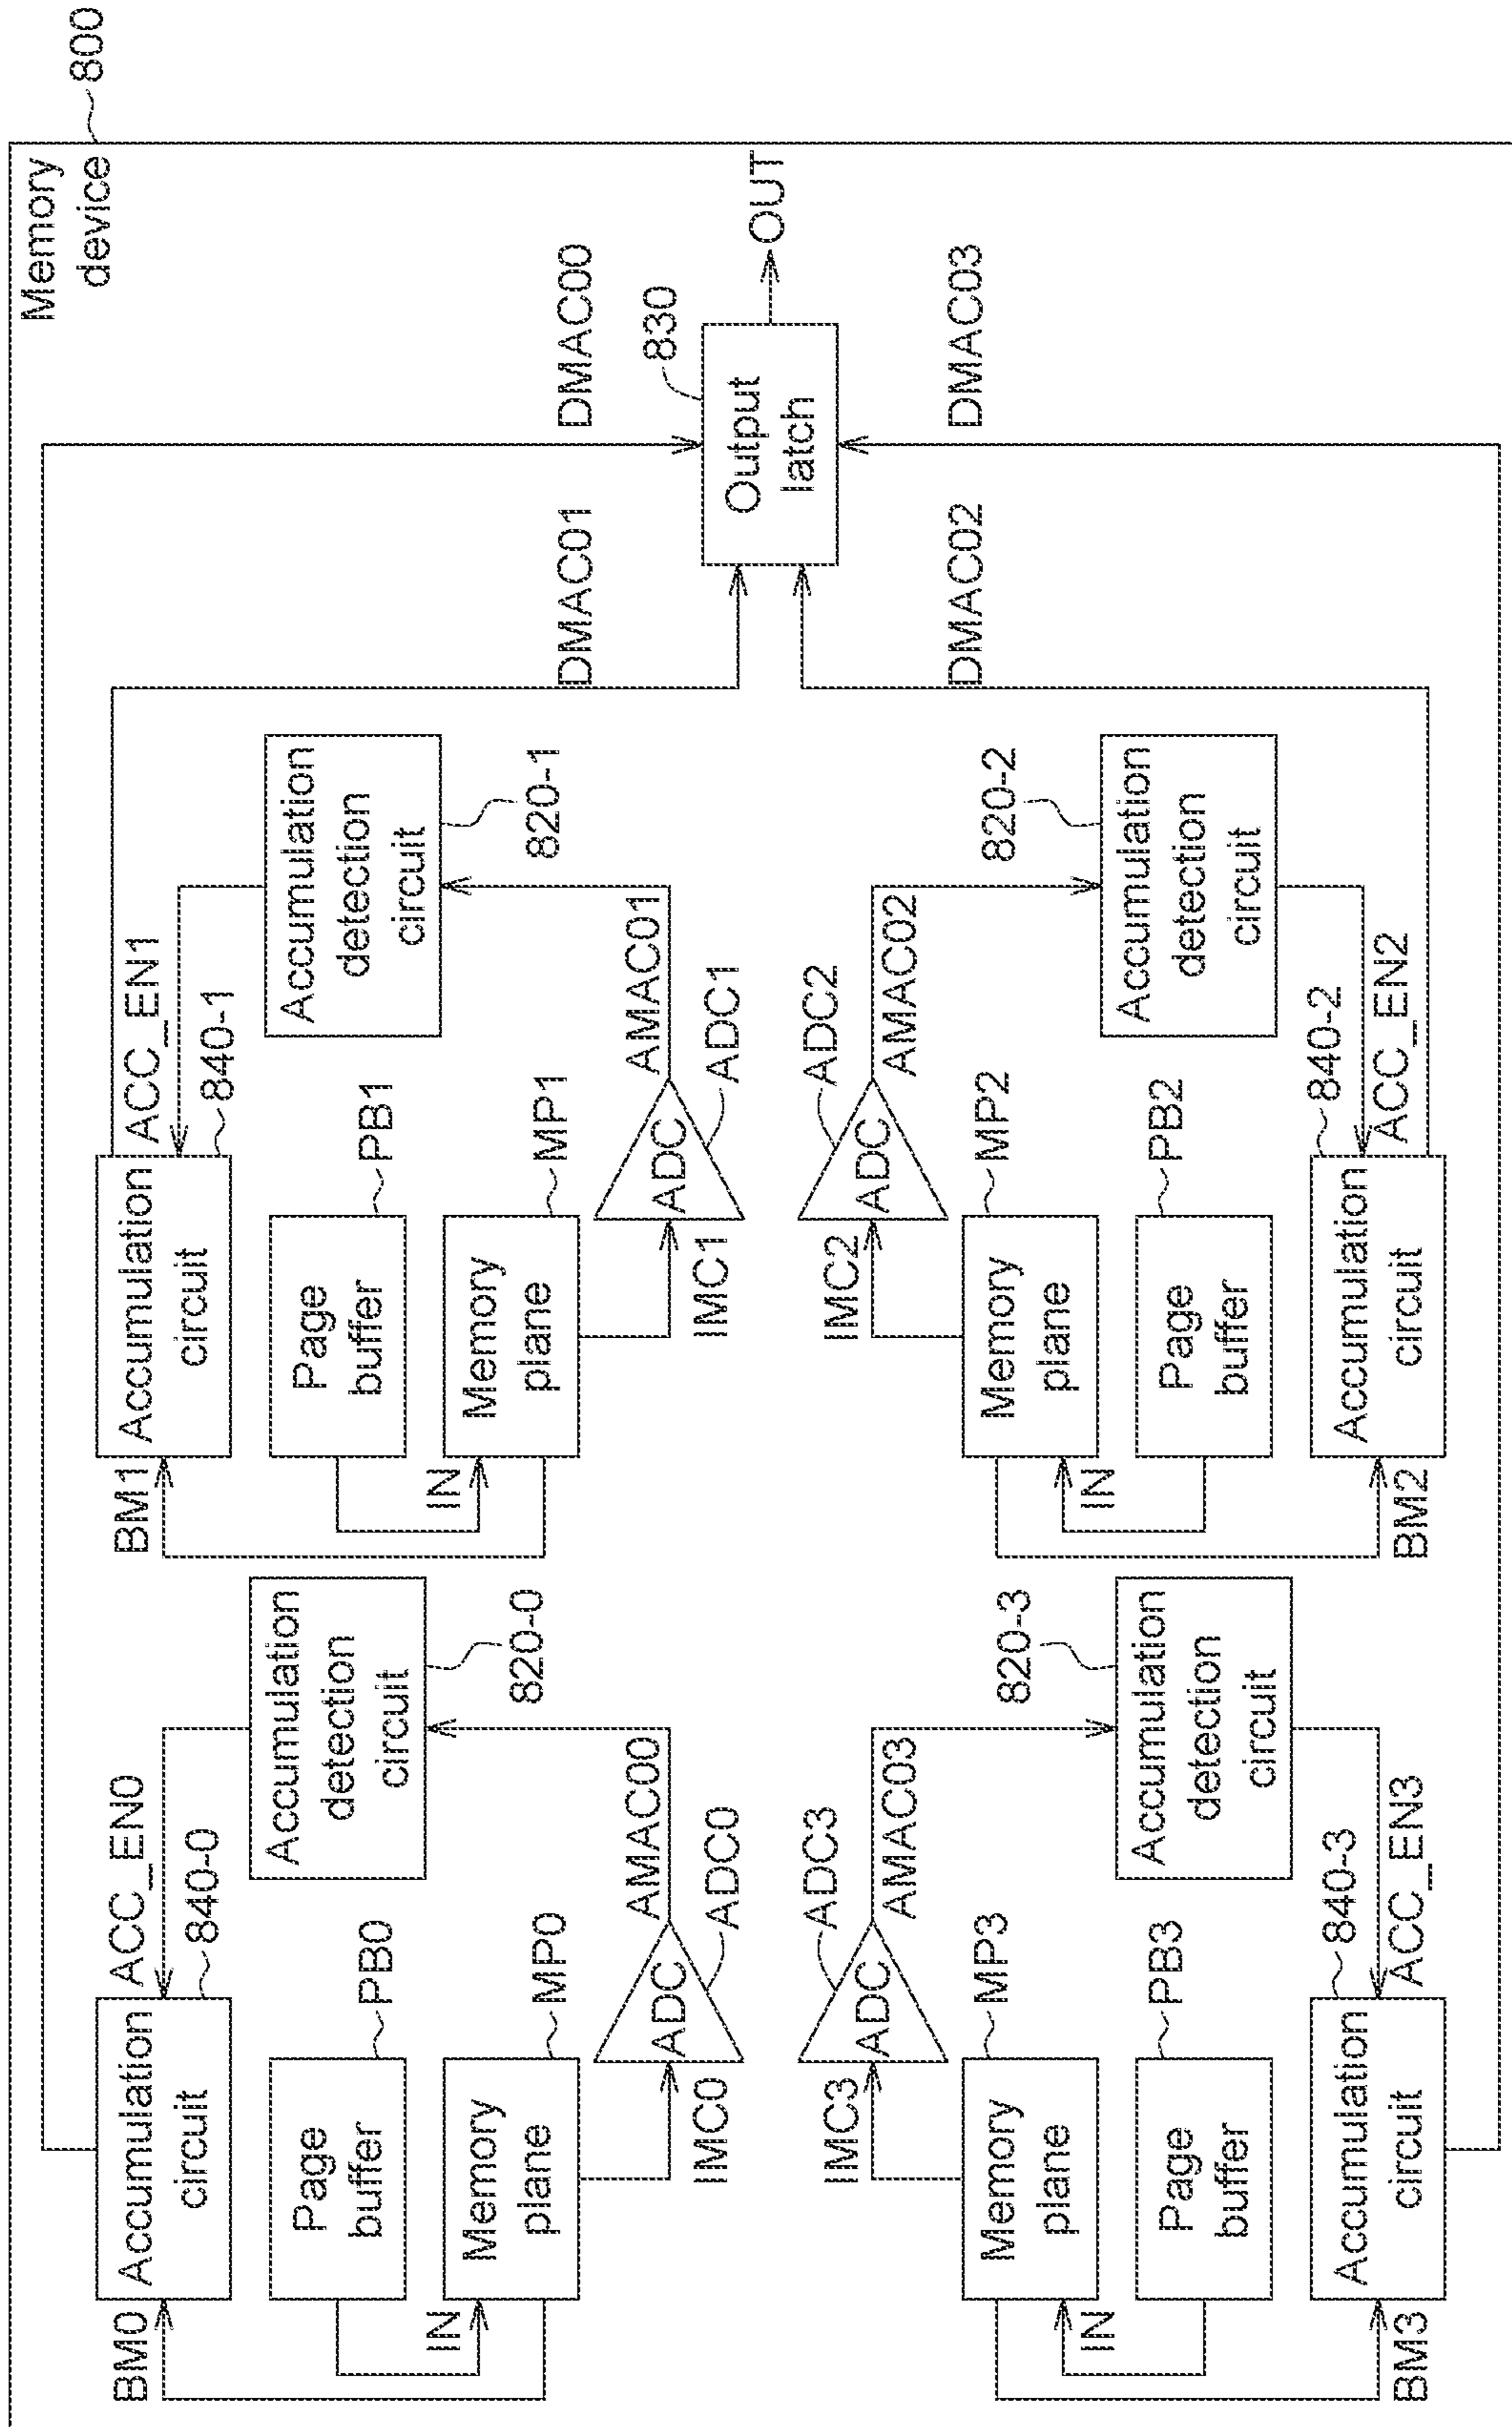 Memory
device
800
BM0
Accumulation
circuit
ACC_EN0
840-0
Page
buffer
PB0
IN
Memory
plane
MP0
IMC0
ADC
ADC0
AMAC00
Accumulation
detection
circuit
820-0
BM1
Accumulation
circuit
ACC_EN1
840-1
Page
buffer
PB1
IN
Memory
plane
MP1
IMC1
ADC
ADC1
AMAC01
Accumulation
detection
circuit
820-1
DMAC01
DMAC00
830
Output
latch
OUT
DMAC02
DMAC03
IMC3
ADC
ADC3
AMAC03
Memory
plane
MP3
IN
Page
buffer
PB3
Accumulation
detection
circuit
820-3
BM3
Accumulation
circuit
840-3
ACC_EN3
IMC2
ADC
ADC2
AMAC02
Memory
plane
MP2
IN
Page
buffer
PB2
Accumulation
detection
circuit
820-2
BM2
Accumulation
circuit
840-2
ACC_EN2